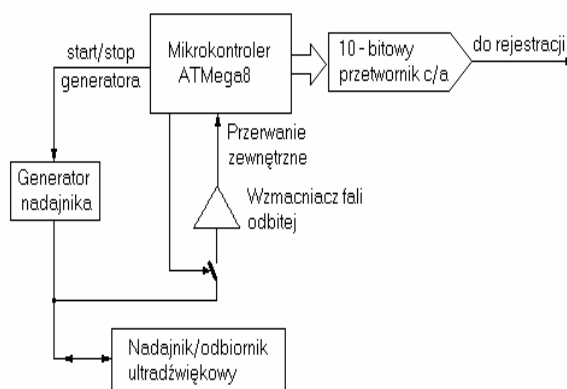 start/stop
generatora
Mikrokontroler
ATMega8
10 - bitowy
przetwornik c/a
do rejestracji
Przerwanie
zewnętrzne
Generator
nadajnika
Wzmacniacz fali
odbitej
Nadajnik/odbiornik
ultradźwiękowy